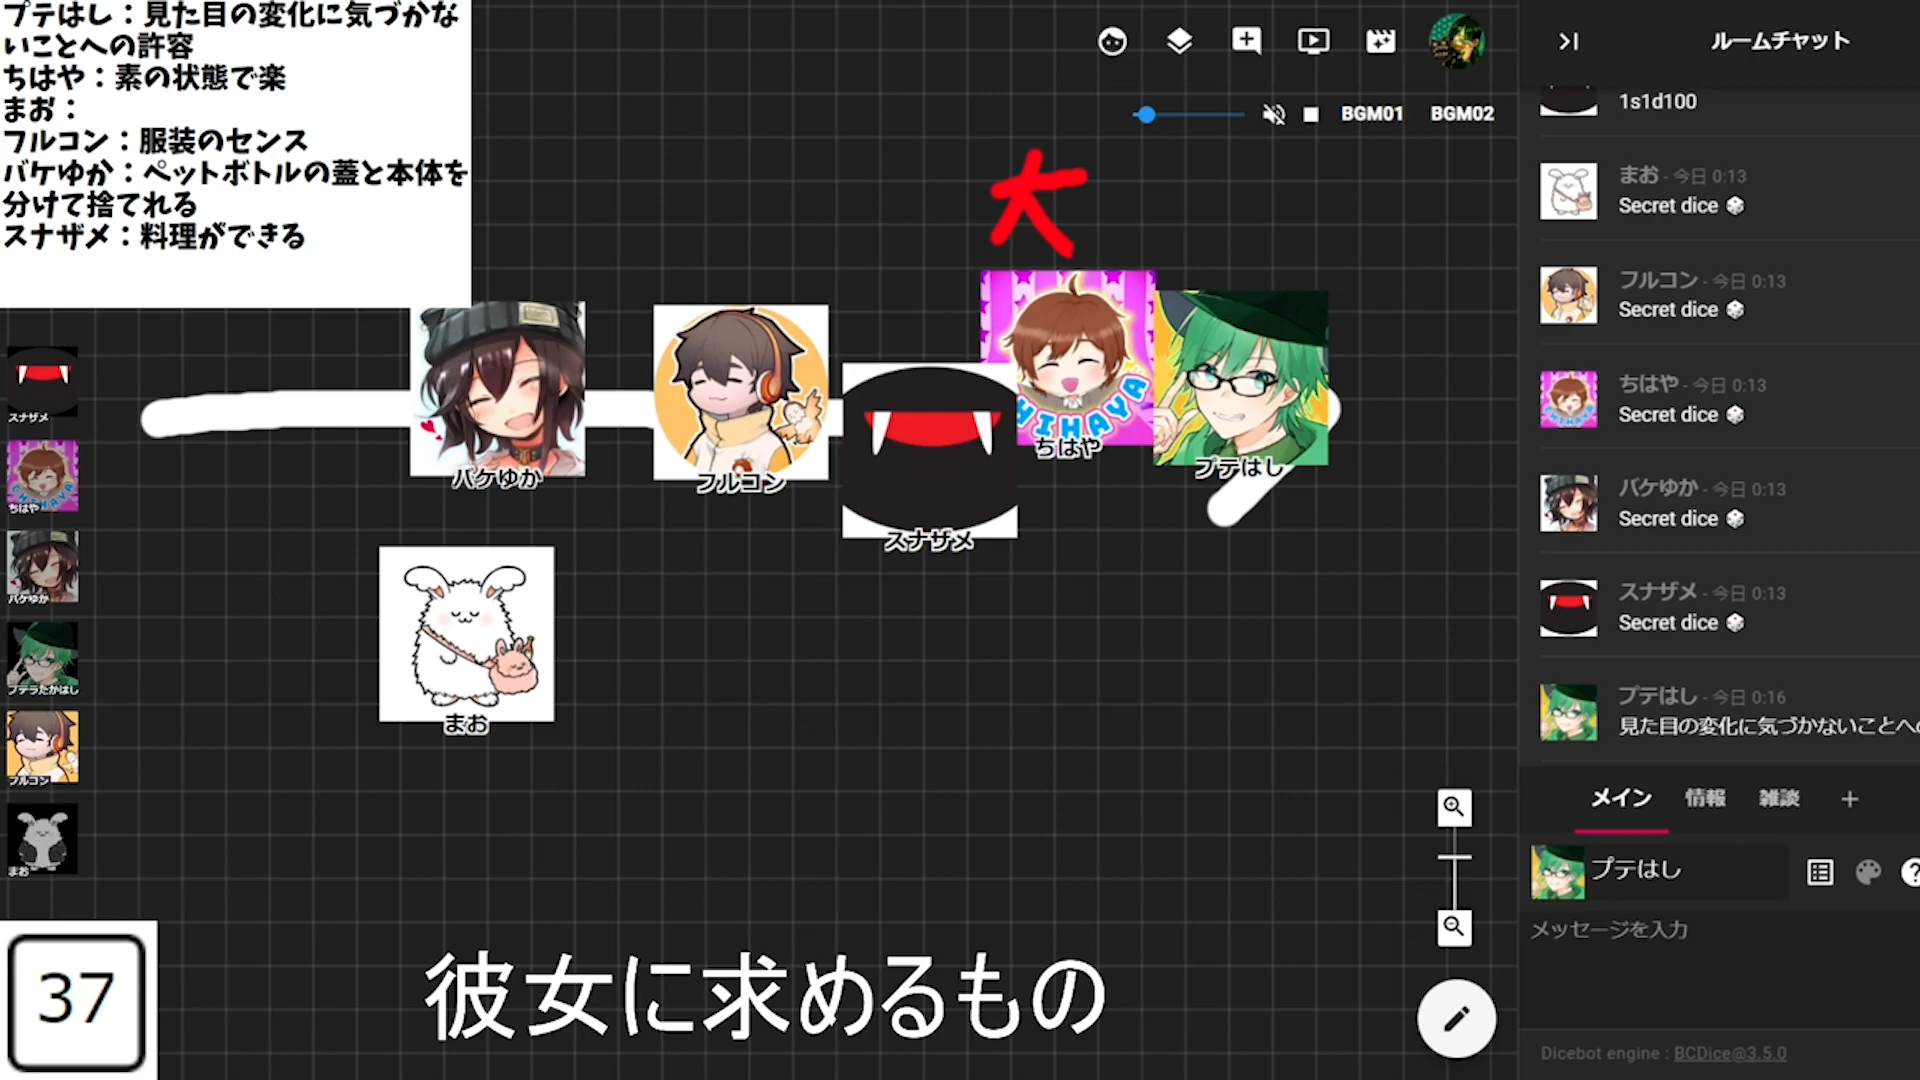 プテはし：見た目の変化に気づかな
いことへの許容
ちはや：素の状態で楽
まお：
フルコン：服装のセンス
バケゆか：ペットボトルの蓋と本体を
分けて捨てれる
スナザメ：料理ができる
BGM01 BGM02
大
バケゆか
フルコン
スナザメ
CHIHAYA
ちはや
プテはし
まお
スナザメ
ちはや
バケゆか
プテラたかはし
フルコン
まお
37
彼女に求めるもの
ルームチャット
1s1d100
まお - 今日 0:13
Secret dice
フルコン - 今日 0:13
Secret dice
ちはや - 今日 0:13
Secret dice
バケゆか - 今日 0:13
Secret dice
スナザメ - 今日 0:13
Secret dice
プテはし - 今日 0:16
見た目の変化に気づかないことへの
メイン 情報 雑談 +
プテはし
メッセージを入力
Dicebot engine : BCDice@3.5.0